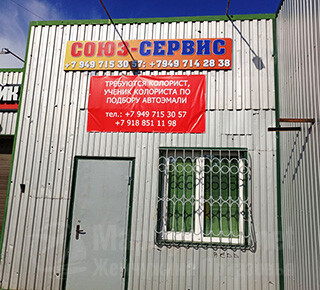 СОЮЗ-СЕРВИС
+7 949 715 30 57; +7949 714 28 38
ТРЕБУЮТСЯ КОЛОРИСТ,
УЧЕНИК КОЛОРИСТА ПО
ПОДБОРУ АВТОЭМАЛИ
тел.: +7 949 715 30 57
+7 918 851 11 98